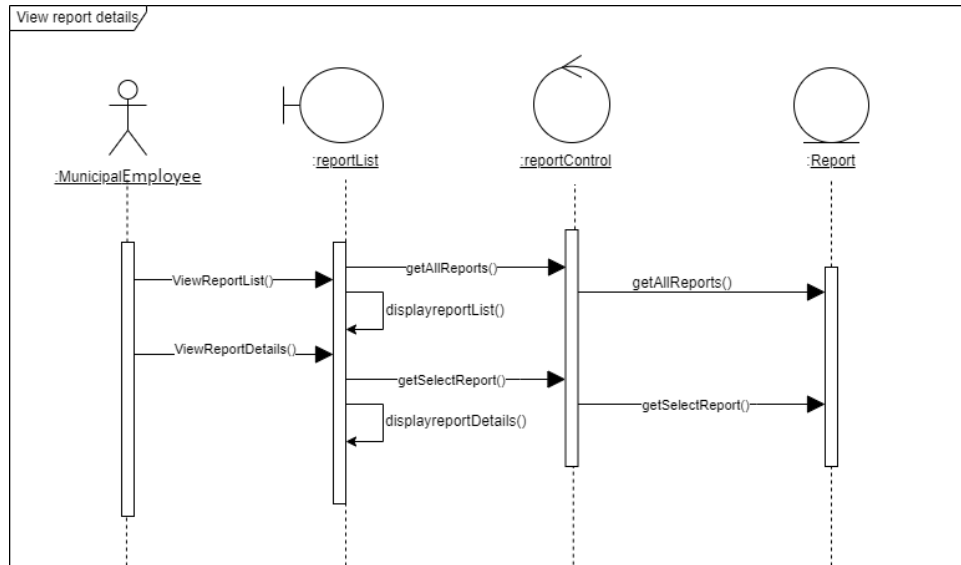 View report details
:MunicipalEmployee
:reportList
:reportControl
:Report
ViewReportList()
getAllReports()
getAllReports()
displayreportList()
ViewReportDetails()
getSelectReport()
getSelectReport()
displayreportDetails()